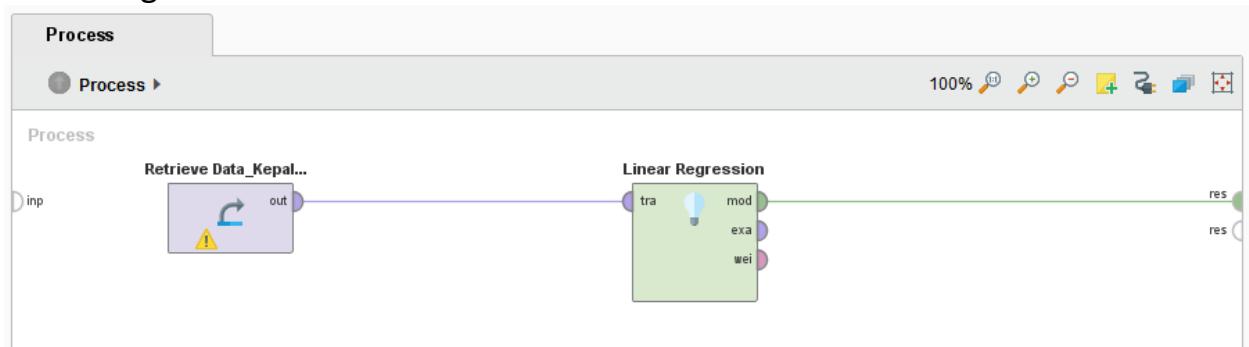 Process
Process
100%
Process
Retrieve Data_Kepal...
Linear Regression
inp
out
tra
mod
res
exa
res
wei